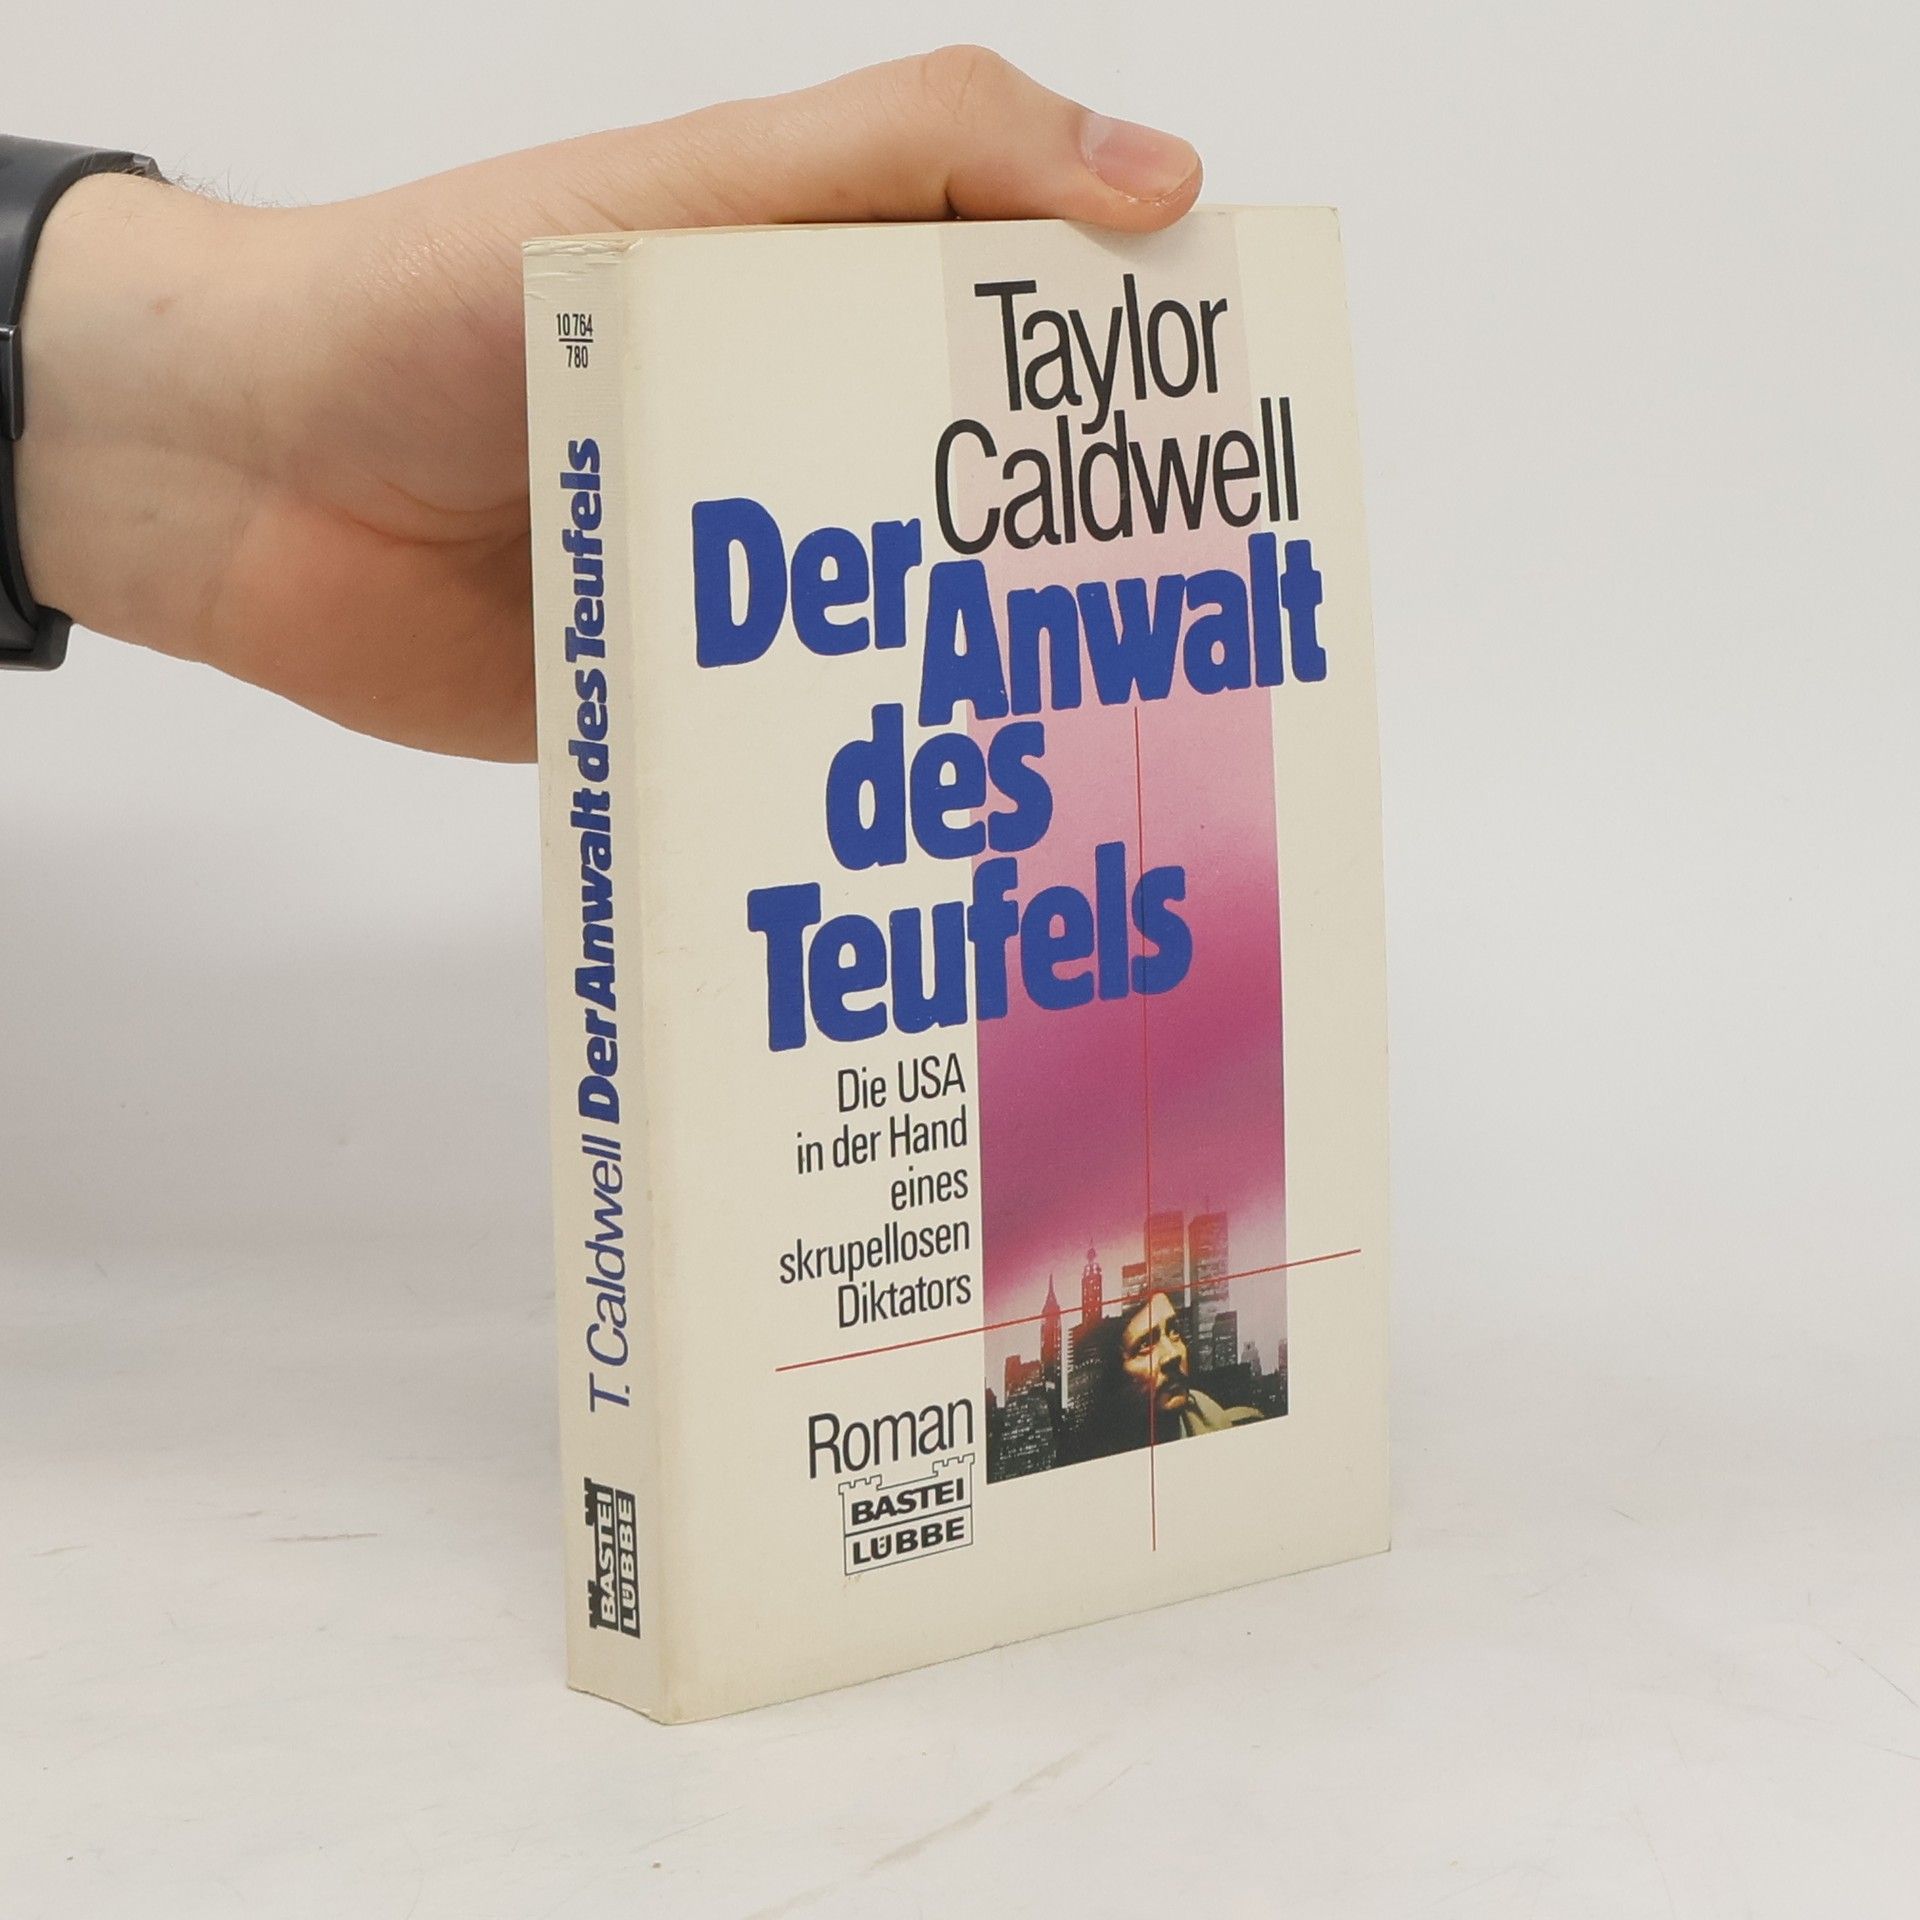 Taylor
Caldwell
Der Anwalt
des
Teufels
Die USA
in der Hand
eines
skrupellosen
Diktators
Roman
BASTEI
LÜBBE
10 764
780
T. Caldwell Der Anwalt des Teufels
BASTEI
LÜBBE